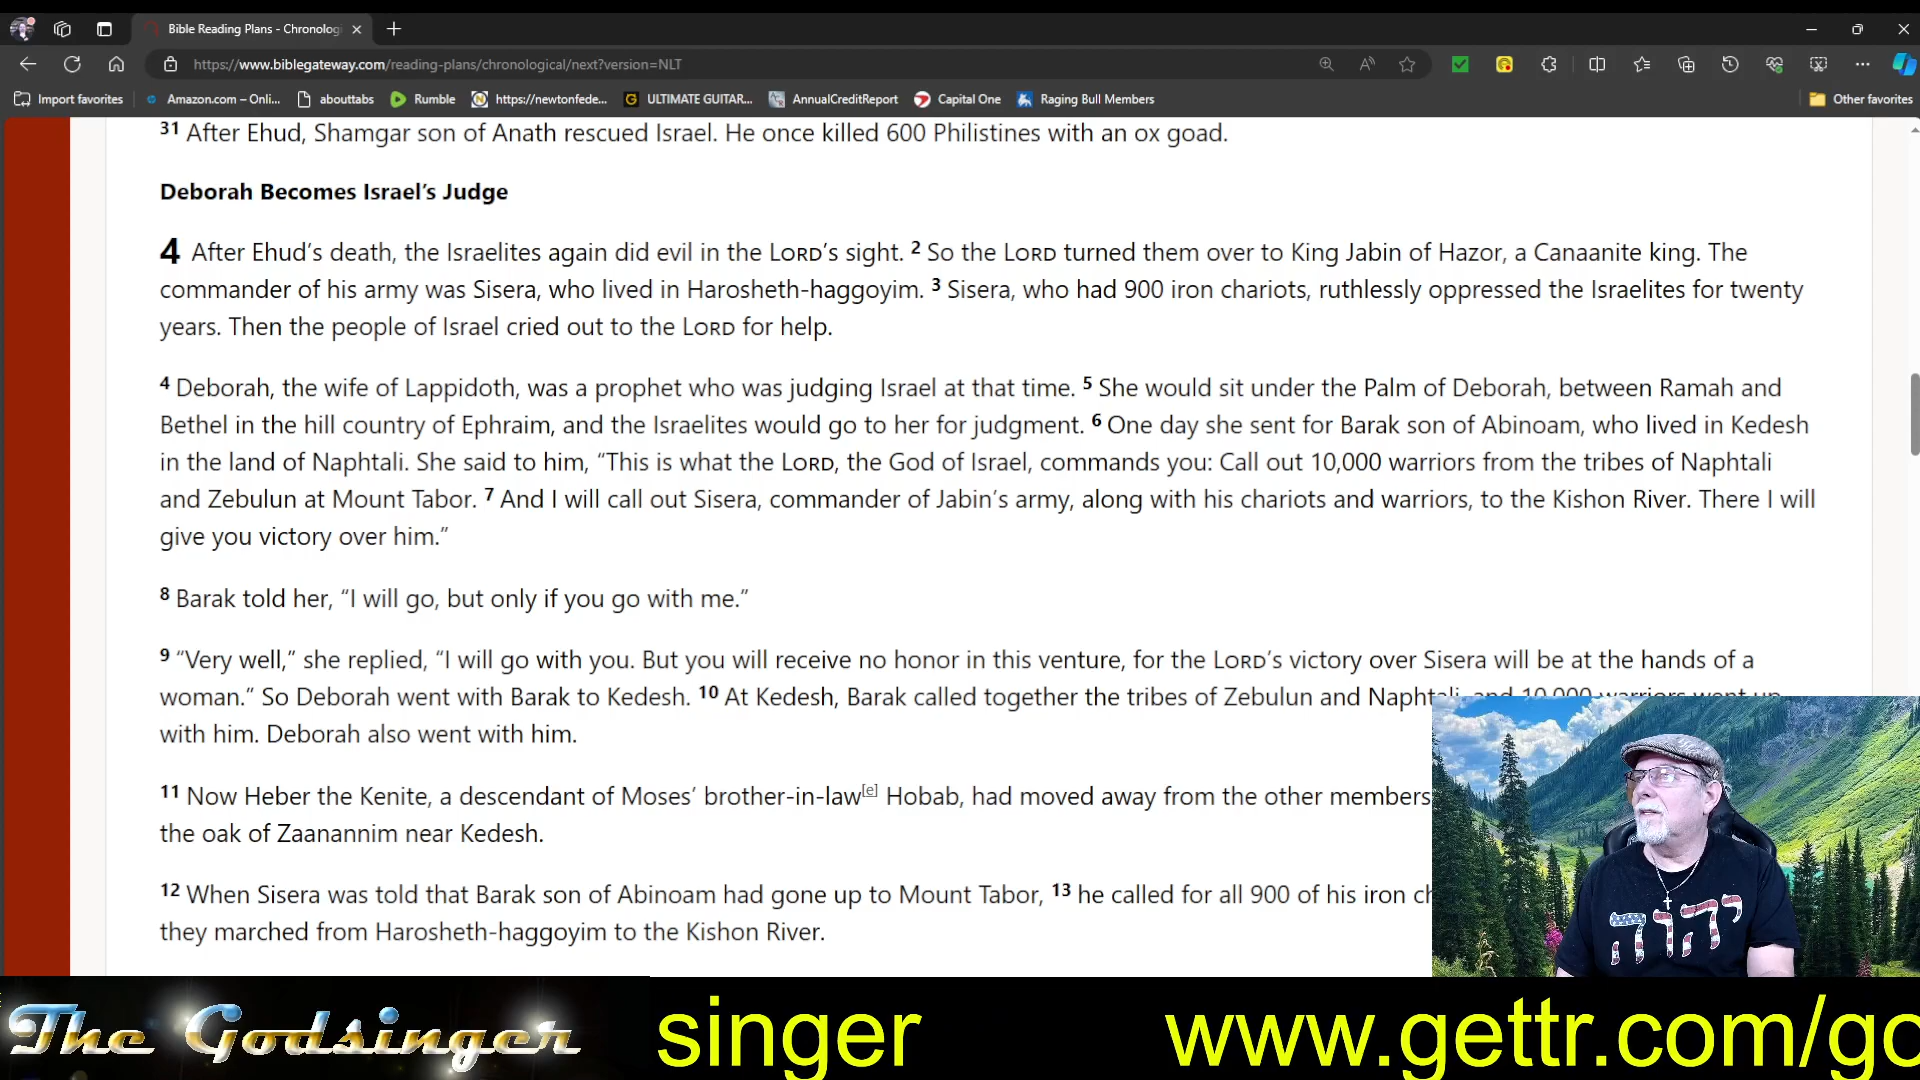 Bible Reading Plans - Chronologi
https://www.biblegateway.com/reading-plans/chronological/next?version=NLT
Import favorites
Amazon.com – Onli...
abouttabs
Rumble
https://newtonfede...
ULTIMATE GUITAR...
AnnualCreditReport
Capital One
Raging Bull Members
Other favorites
31 After Ehud, Shamgar son of Anath rescued Israel. He once killed 600 Philistines with an ox goad.
Deborah Becomes Israel’s Judge
4 After Ehud’s death, the Israelites again did evil in the LORD’s sight. 2 So the LORD turned them over to King Jabin of Hazor, a Canaanite king. The
commander of his army was Sisera, who lived in Harosheth-haggoyim. 3 Sisera, who had 900 iron chariots, ruthlessly oppressed the Israelites for twenty
years. Then the people of Israel cried out to the LORD for help.
4 Deborah, the wife of Lappidoth, was a prophet who was judging Israel at that time. 5 She would sit under the Palm of Deborah, between Ramah and
Bethel in the hill country of Ephraim, and the Israelites would go to her for judgment. 6 One day she sent for Barak son of Abinoam, who lived in Kedesh
in the land of Naphtali. She said to him, “This is what the LORD, the God of Israel, commands you: Call out 10,000 warriors from the tribes of Naphtali
and Zebulun at Mount Tabor. 7 And I will call out Sisera, commander of Jabin’s army, along with his chariots and warriors, to the Kishon River. There I will
give you victory over him.”
8 Barak told her, “I will go, but only if you go with me.”
9 “Very well,” she replied, “I will go with you. But you will receive no honor in this venture, for the LORD’s victory over Sisera will be at the hands of a
woman.” So Deborah went with Barak to Kedesh. 10 At Kedesh, Barak called together the tribes of Zebulun and Naphtali, and 10,000 warriors went up
with him. Deborah also went with him.
11 Now Heber the Kenite, a descendant of Moses’ brother-in-law[e] Hobab, had moved away from the other members
the oak of Zaanannim near Kedesh.
12 When Sisera was told that Barak son of Abinoam had gone up to Mount Tabor, 13 he called for all 900 of his iron ch
they marched from Harosheth-haggoyim to the Kishon River.
יהוה
The Godsinger
singer www.gettr.com/go